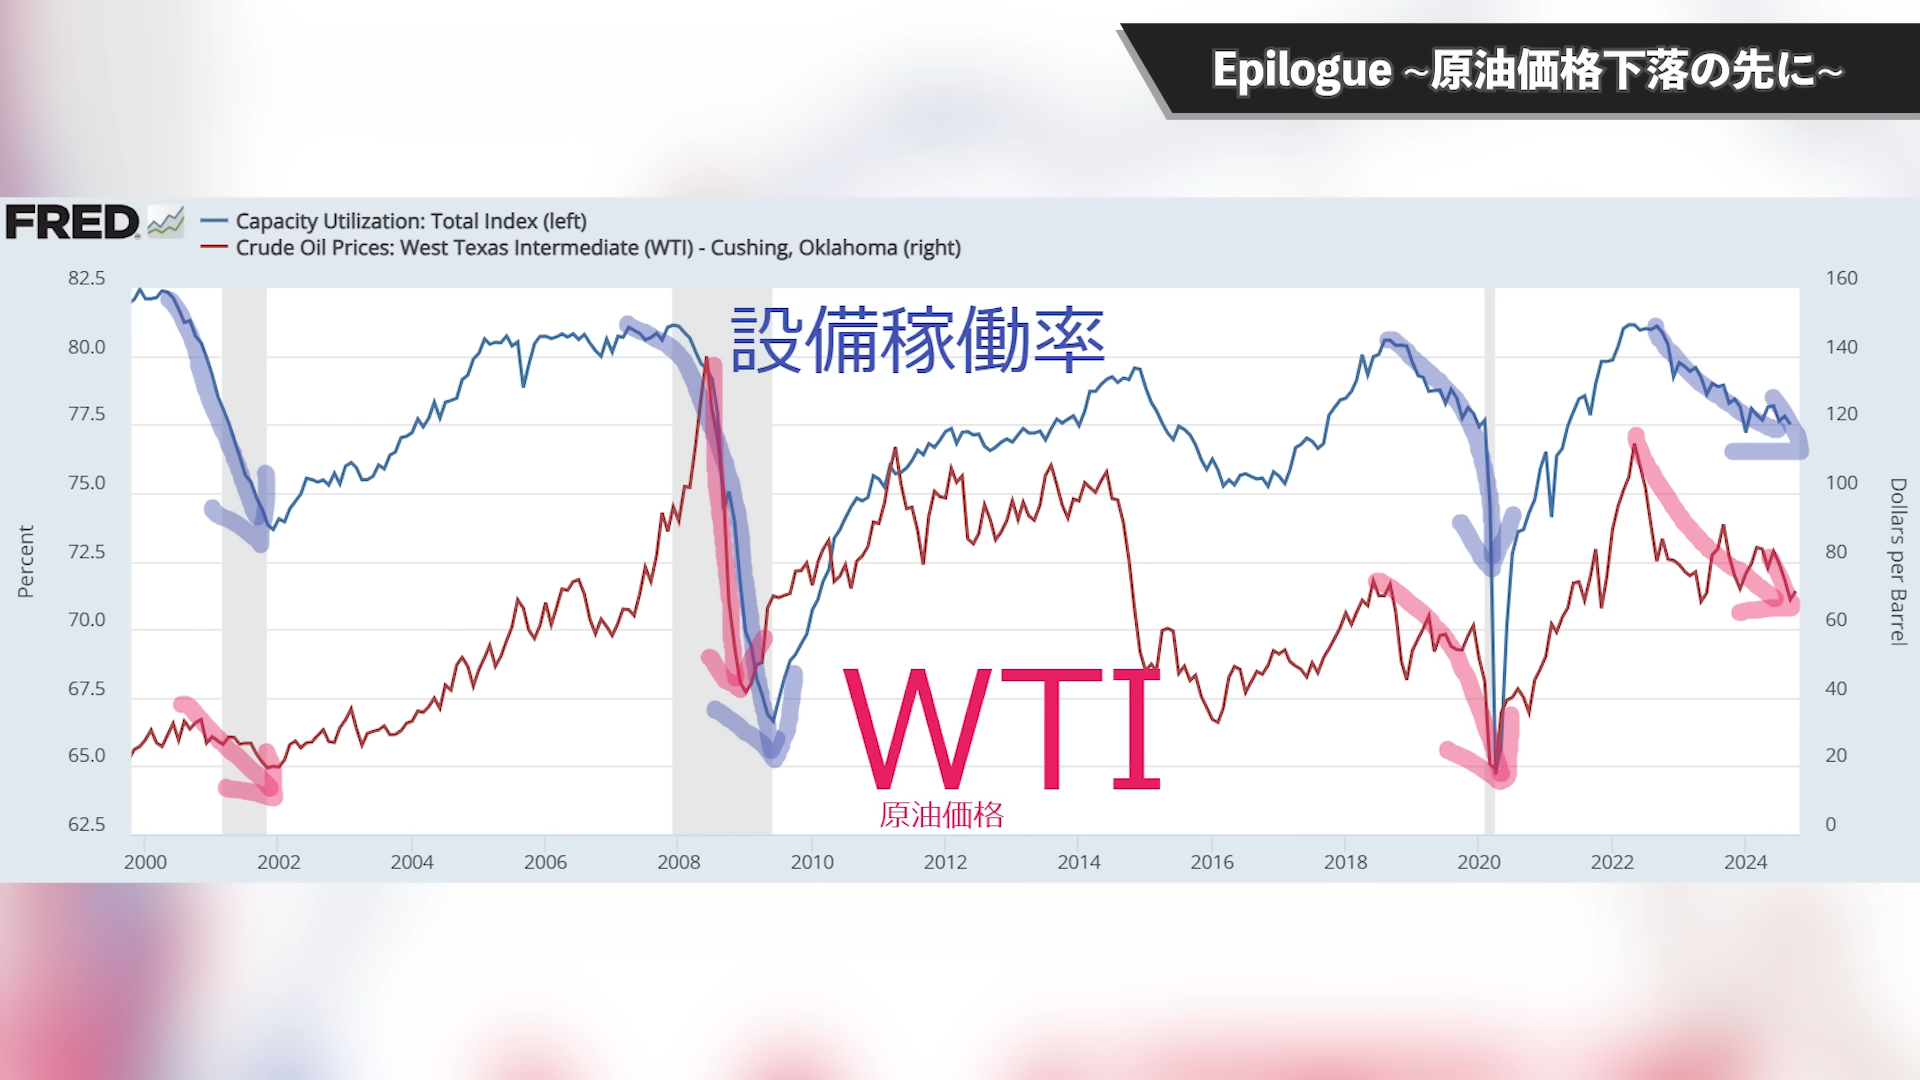 Epilogue ~原油価格下落の先に~
FRED
Capacity Utilization: Total Index (left)
Crude Oil Prices: West Texas Intermediate (WTI) - Cushing, Oklahoma (right)
82.5
80.0
77.5
75.0
72.5
70.0
67.5
65.0
62.5
Percent
160
140
120
100
80
60
40
20
0
Dollars per Barrel
設備稼働率
WTI
原油価格
2000 2002 2004 2006 2008 2010 2012 2014 2016 2018 2020 2022 2024